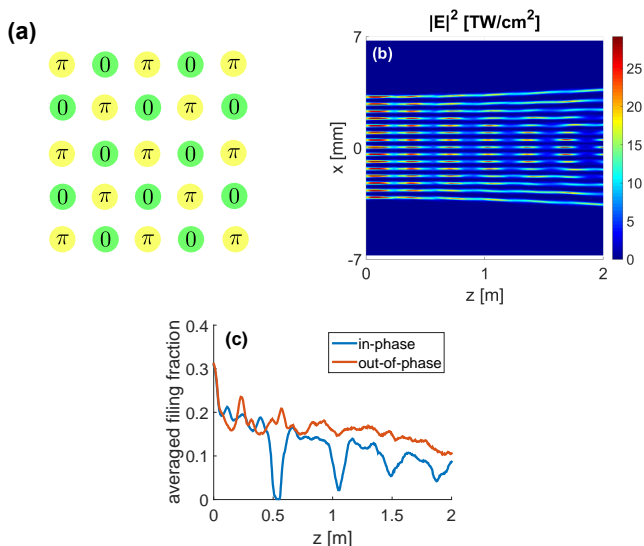 (a)
π 0 π 0 π
0 π 0 π 0
π 0 π 0 π
0 π 0 π 0
π 0 π 0 π
|E|² [TW/cm²]
(b)
7
0
-7
x [mm]
0 1 2
z [m]
25
20
15
10
5
0
(c)
in-phase
out-of-phase
0.4
0.3
0.2
0.1
0
averaged filing fraction
0 0.5 1 1.5 2
z [m]